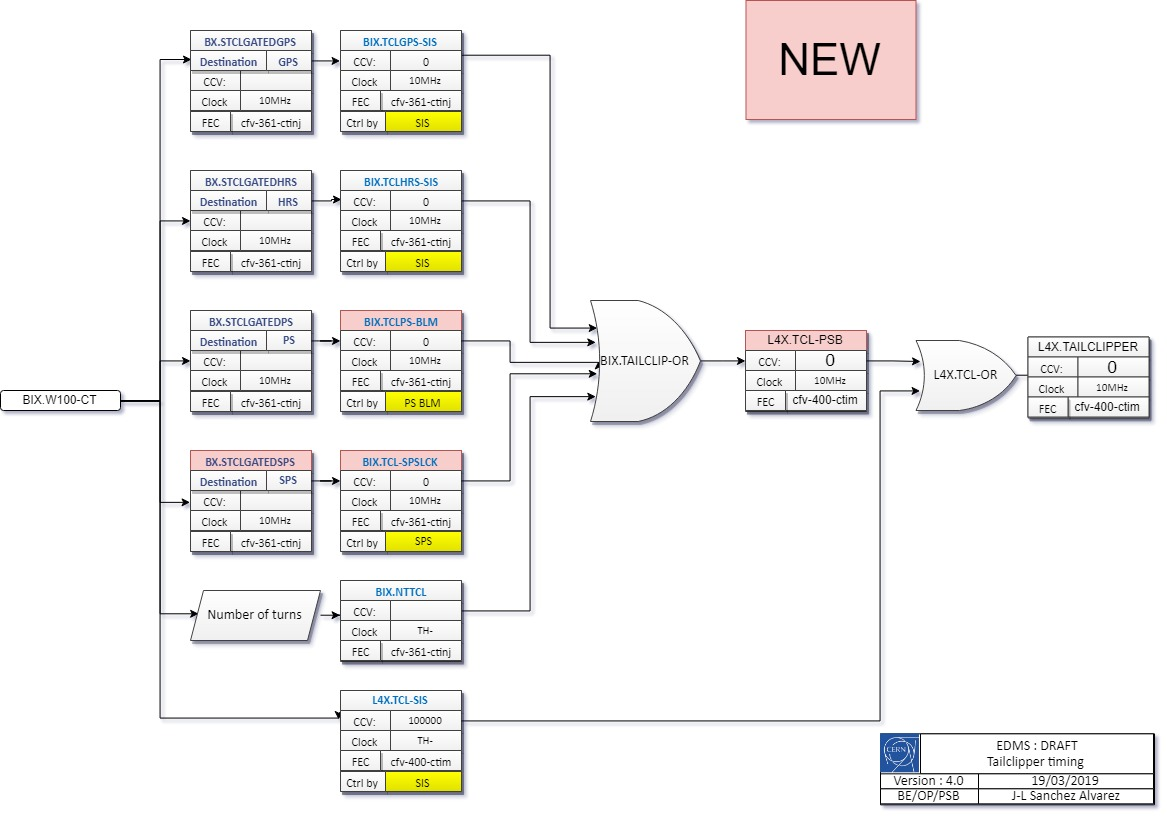 NEW
BX.STCLGATEDGPS
Destination GPS
CCV:
Clock 10MHz
FEC cfv-361-ctinj
BIX.TCLGPS-SIS
CCV: 0
Clock 10MHz
FEC cfv-361-ctinj
Ctrl by SIS
BX.STCLGATEDHRS
Destination HRS
CCV:
Clock 10MHz
FEC cfv-361-ctinj
BIX.TCLHRS-SIS
CCV: 0
Clock 10MHz
FEC cfv-361-ctinj
Ctrl by SIS
BX.STCLGATEDPS
Destination PS
CCV:
Clock 10MHz
FEC cfv-361-ctinj
BIX.TCLPS-BLM
CCV: 0
Clock 10MHz
FEC cfv-361-ctinj
Ctrl by PS BLM
BIX.W100-CT
BX.STCLGATEDSPS
Destination SPS
CCV:
Clock 10MHz
FEC cfv-361-ctinj
BIX.TCL-SPSLCK
CCV: 0
Clock 10MHz
FEC cfv-361-ctinj
Ctrl by SPS
Number of turns
BIX.NTTCL
CCV:
Clock TH-
FEC cfv-361-ctinj
L4X.TCL-SIS
CCV: 100000
Clock TH-
FEC cfv-400-ctim
Ctrl by SIS
BIX.TAILCLIP-OR
L4X.TCL-PSB
CCV: 0
Clock 10MHz
FEC cfv-400-ctim
L4X.TCL-OR
L4X.TAILCLIPPER
CCV: 0
Clock 10MHz
FEC cfv-400-ctim
CERN
EDMS : DRAFT
Tailclipper timing
Version : 4.0 19/03/2019
BE/OP/PSB J-L Sanchez Alvarez